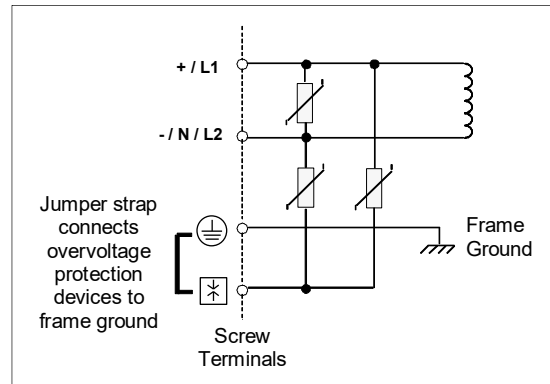 + / L1
- / N / L2
Jumper strap
connects
overvoltage
protection
devices to
frame ground
Frame
Ground
Screw
Terminals